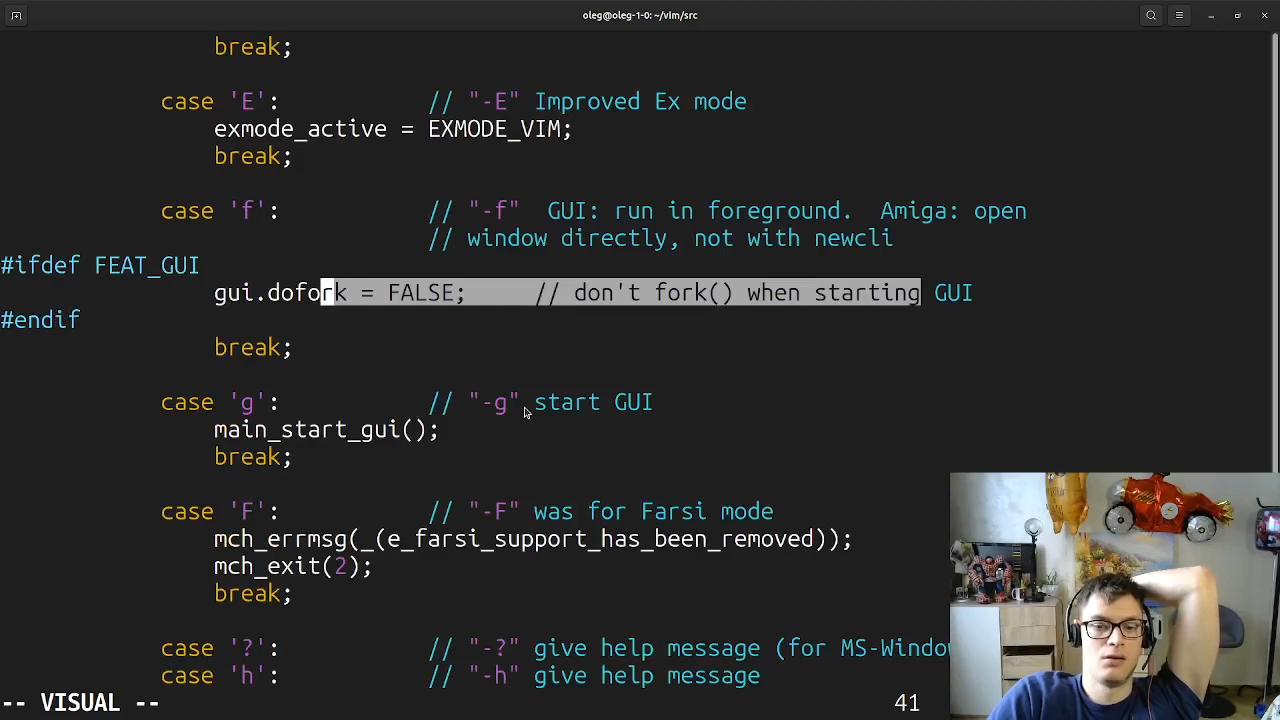 oleg@oleg-1-0: ~/vim/src
break;
case 'E': // "-E" Improved Ex mode
exmode_active = EXMODE_VIM;
break;
case 'f': // "-f" GUI: run in foreground. Amiga: open
// window directly, not with newcli
#ifdef FEAT_GUI
gui.dofork = FALSE; // don't fork() when starting GUI
#endif
break;
case 'g': // "-g" start GUI
main_start_gui();
break;
case 'F': // "-F" was for Farsi mode
mch_errmsg(_(e_farsi_support_has_been_removed));
mch_exit(2);
break;
case '?': // "-?" give help message (for MS-Windo
case 'h': // "-h" give help message
-- VISUAL -- 41